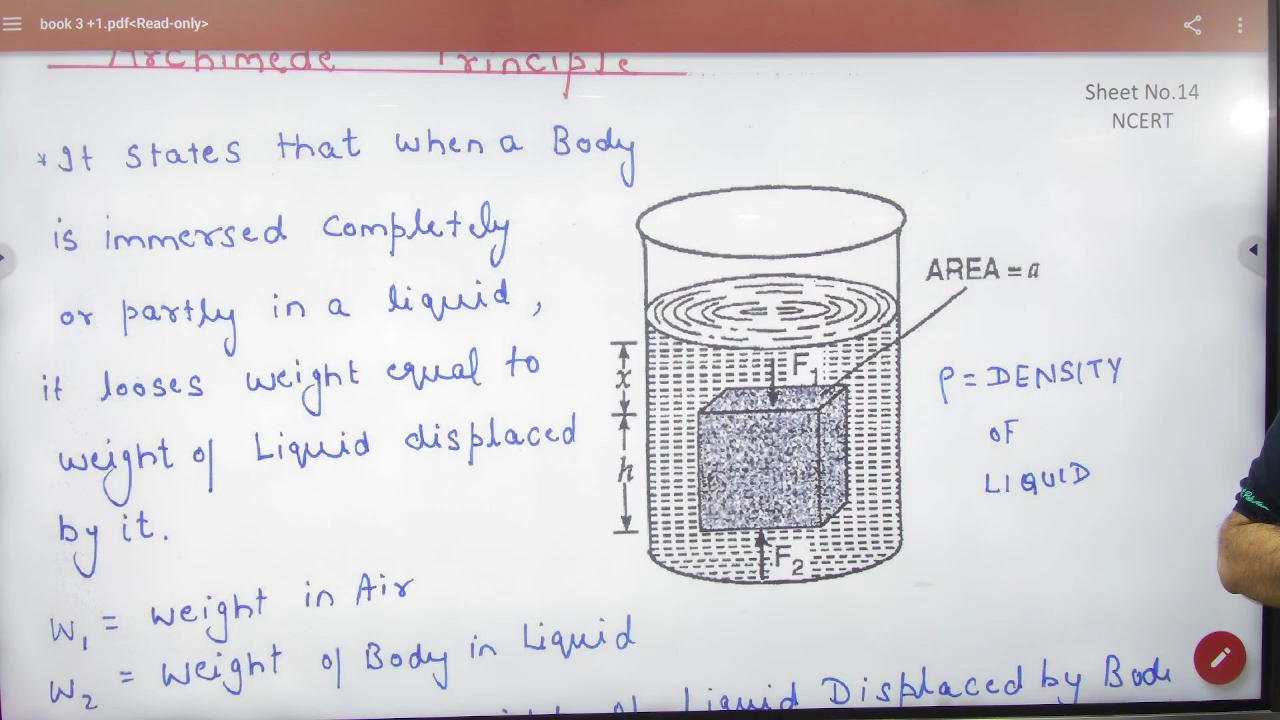 book 3 +1.pdf<Read-only>
Archimede Principle
Sheet No.14
NCERT
*It states that when a Body
is immersed completely
or partly in a liquid,
it looses weight equal to
weight of Liquid displaced
by it.
AREA = a
x
F₁
h
F₂
ρ = DENSITY
OF
LIQUID
W₁ = weight in Air
W₂ = weight of Body in Liquid
Liquid Displaced by Body